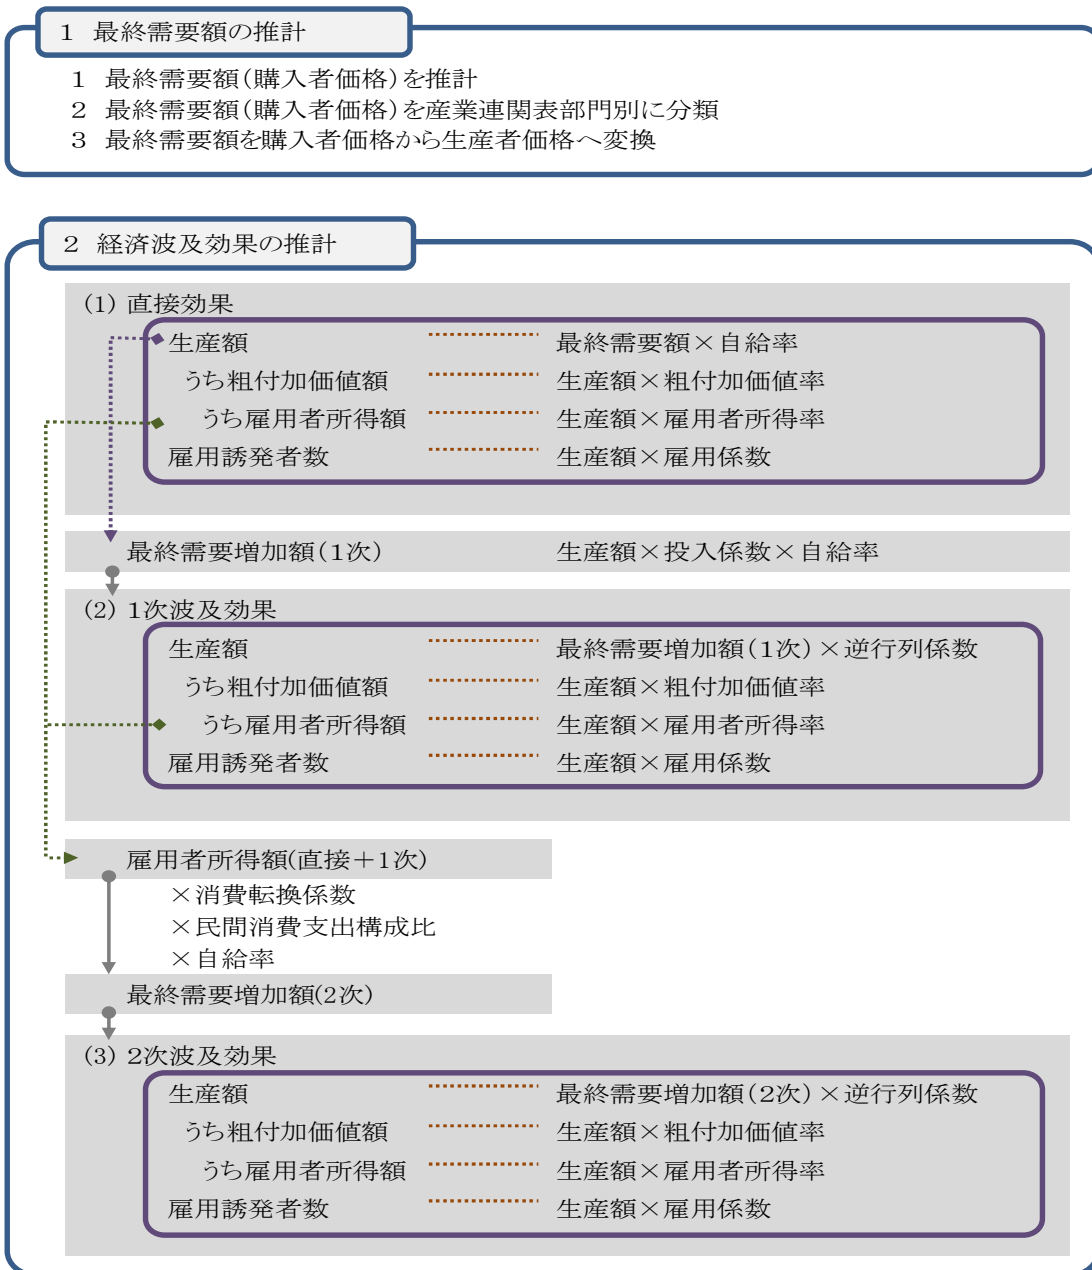 １ 最終需要額の推計
１ 最終需要額（購入者価格）を推計
２ 最終需要額（購入者価格）を産業連関表部門別に分類
３ 最終需要額を購入者価格から生産者価格へ変換
２ 経済波及効果の推計
(1) 直接効果
生産額 最終需要額×自給率
うち粗付加価値額 生産額×粗付加価値率
うち雇用者所得額 生産額×雇用者所得率
雇用誘発者数 生産額×雇用係数
最終需要増加額（１次） 生産額×投入係数×自給率
(2) 1次波及効果
生産額 最終需要増加額（１次）×逆行列係数
うち粗付加価値額 生産額×粗付加価値率
うち雇用者所得額 生産額×雇用者所得率
雇用誘発者数 生産額×雇用係数
雇用者所得額(直接＋１次)
×消費転換係数
×民間消費支出構成比
×自給率
最終需要増加額(2次)
(3) 2次波及効果
生産額 最終需要増加額（２次）×逆行列係数
うち粗付加価値額 生産額×粗付加価値率
うち雇用者所得額 生産額×雇用者所得率
雇用誘発者数 生産額×雇用係数